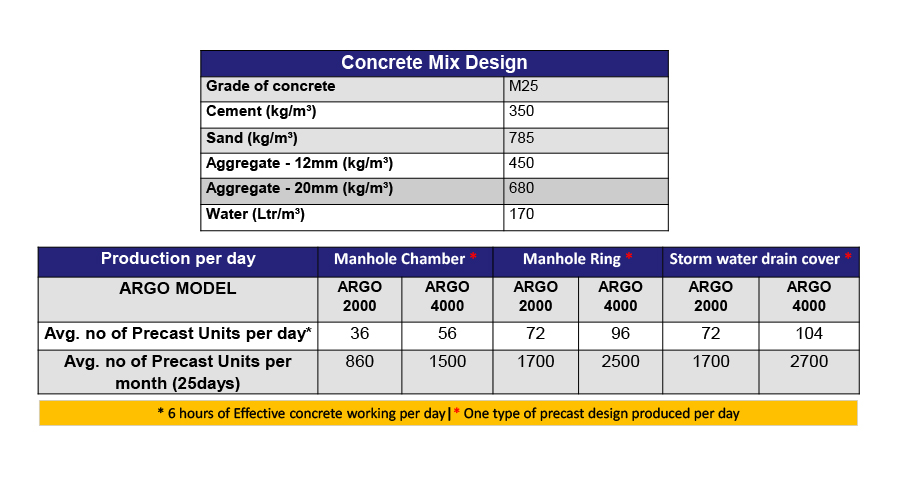 Concrete Mix Design
Grade of concrete M25
Cement (kg/m³) 350
Sand (kg/m³) 785
Aggregate - 12mm (kg/m³) 450
Aggregate - 20mm (kg/m³) 680
Water (Ltr/m³) 170
Production per day Manhole Chamber * Manhole Ring * Storm water drain cover *
ARGO MODEL ARGO 2000 ARGO 4000 ARGO 2000 ARGO 4000 ARGO 2000 ARGO 4000
Avg. no of Precast Units per day* 36 56 72 96 72 104
Avg. no of Precast Units per month (25days) 860 1500 1700 2500 1700 2700
* 6 hours of Effective concrete working per day|* One type of precast design produced per day